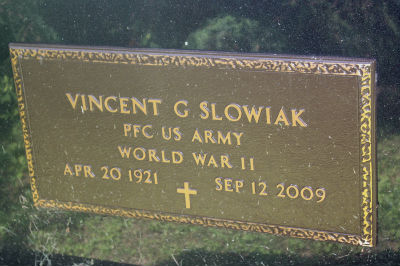 VINCENT G SLOWIAK
PFC US ARMY
WORLD WAR II
APR 20 1921 SEP 12 2009